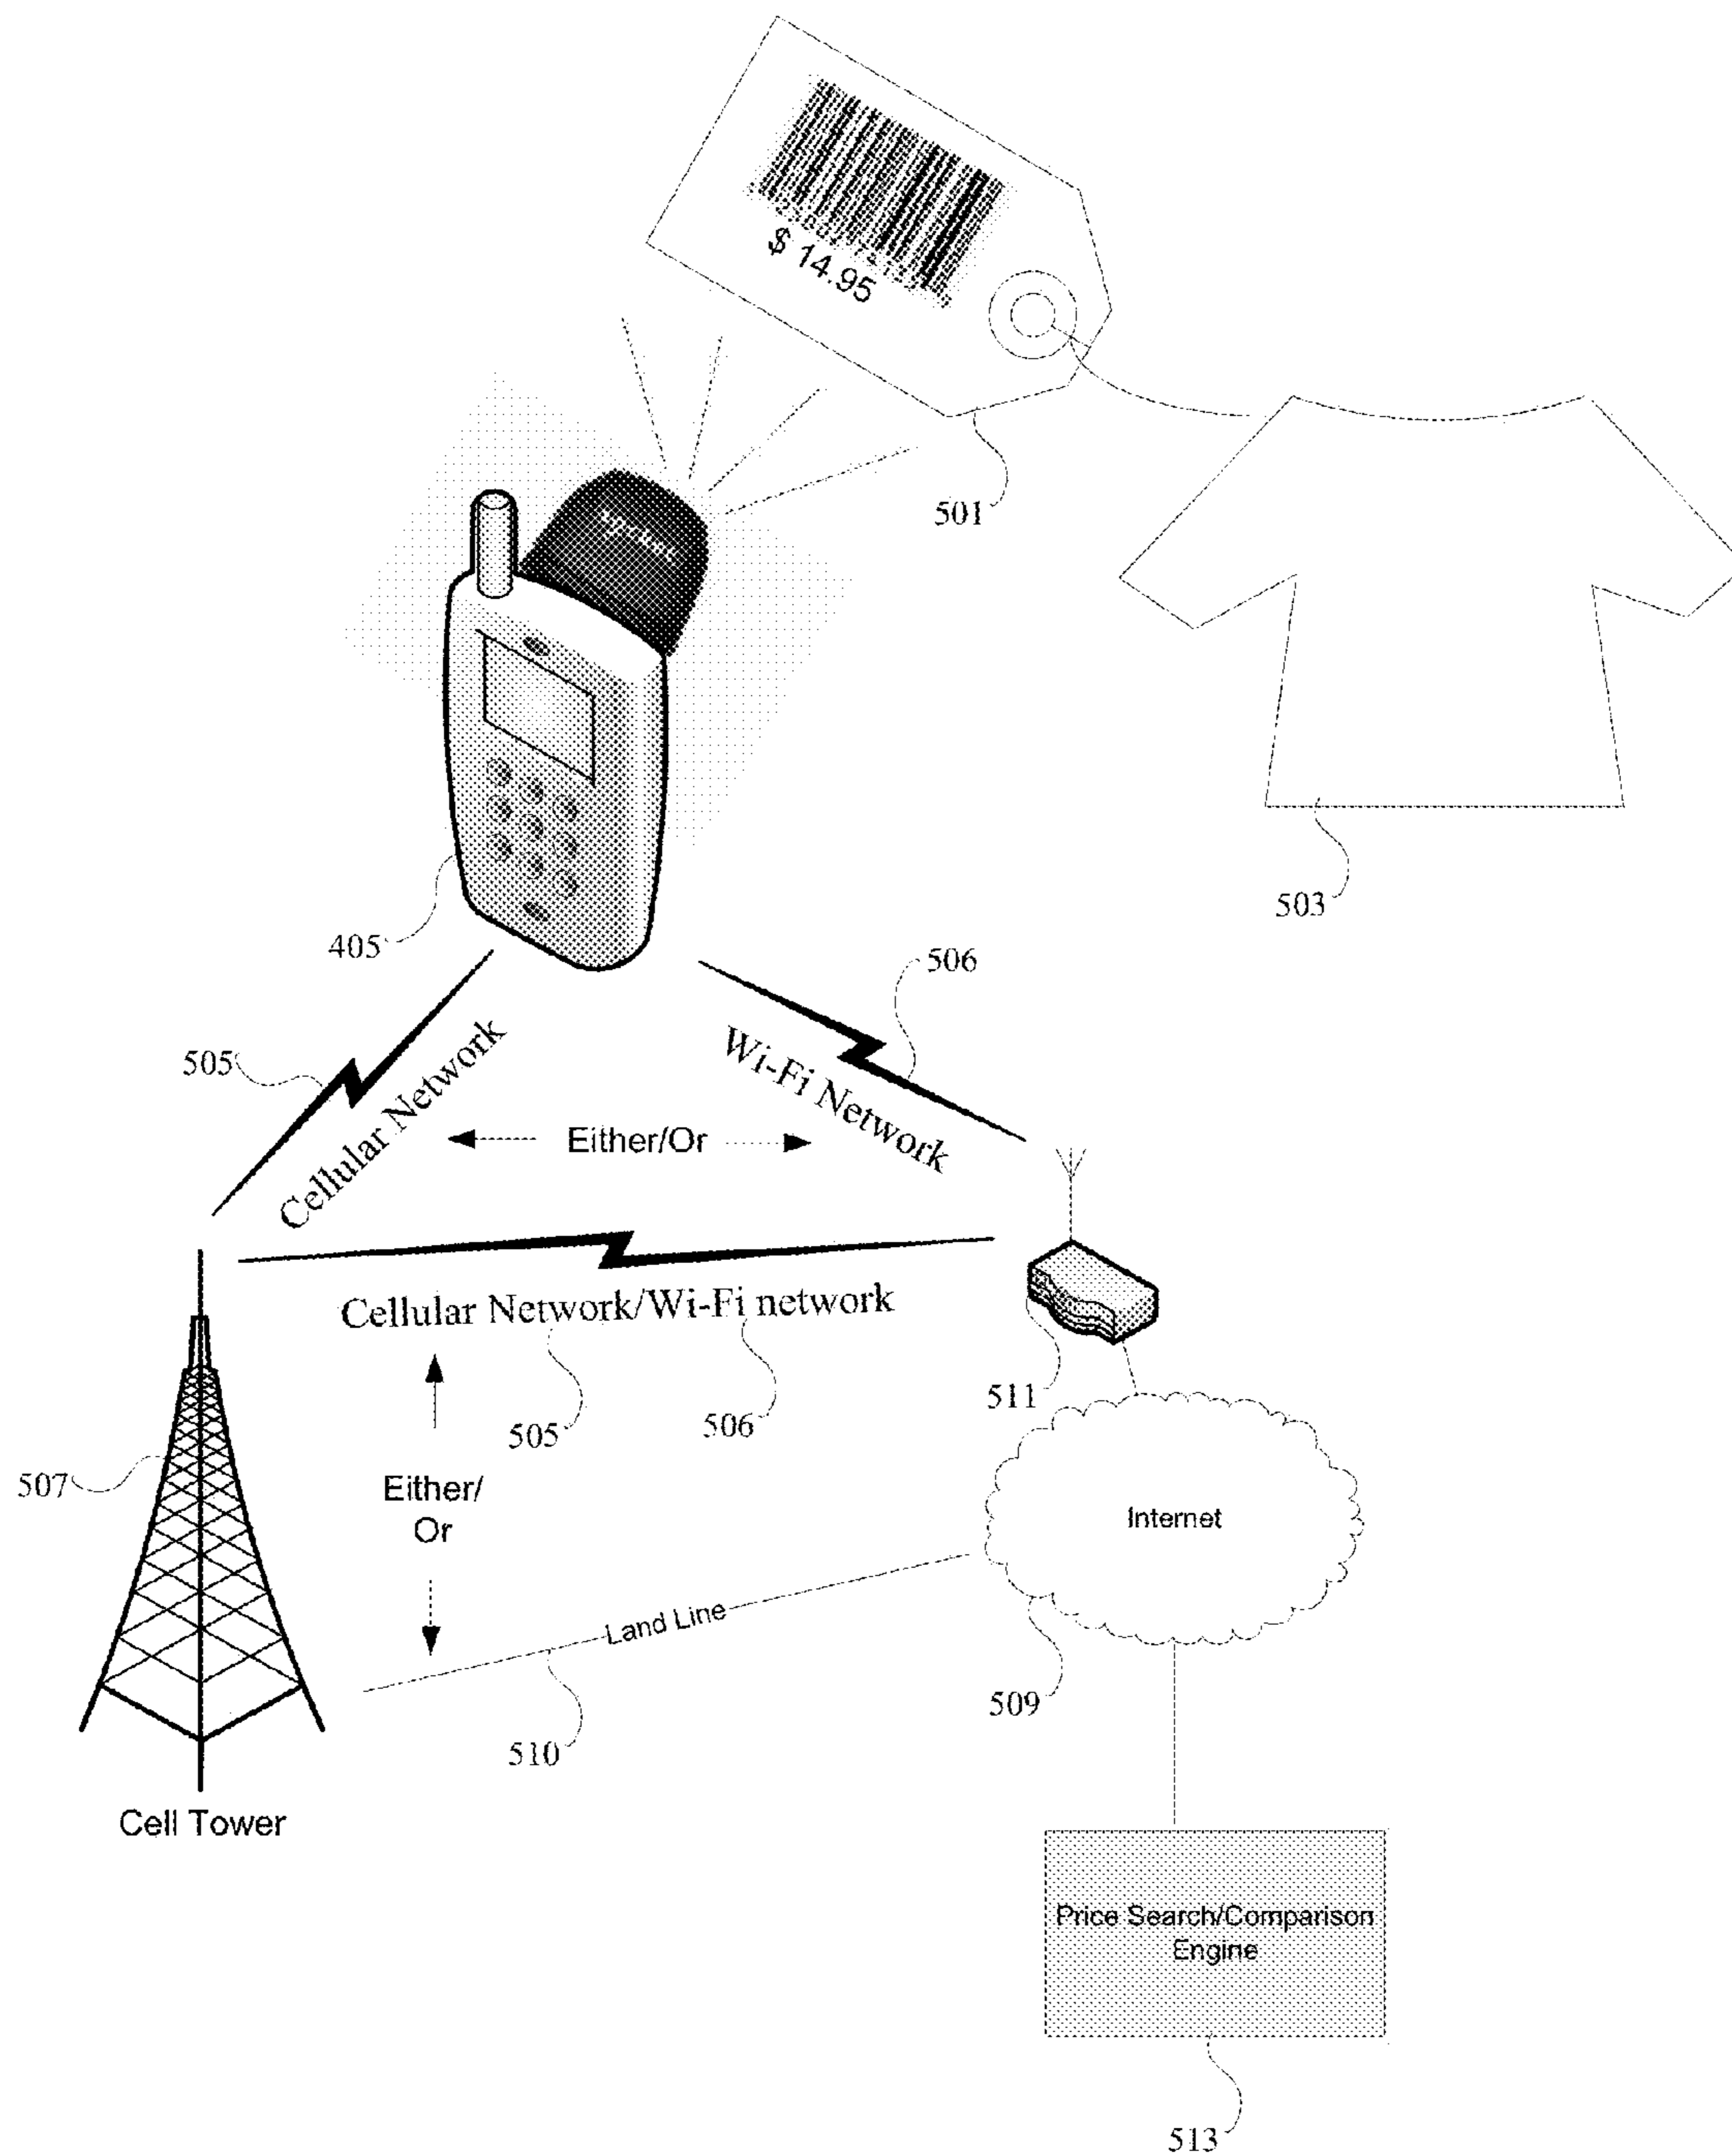 $ 14.95
501
503
405
506
505
Cellular Network
Wi-Fi Network
Either/Or
Cellular Network/Wi-Fi network
511
505
506
507
Either/
Or
Internet
Land Line
509
510
Cell Tower
Price Search/Comparison
Engine
513